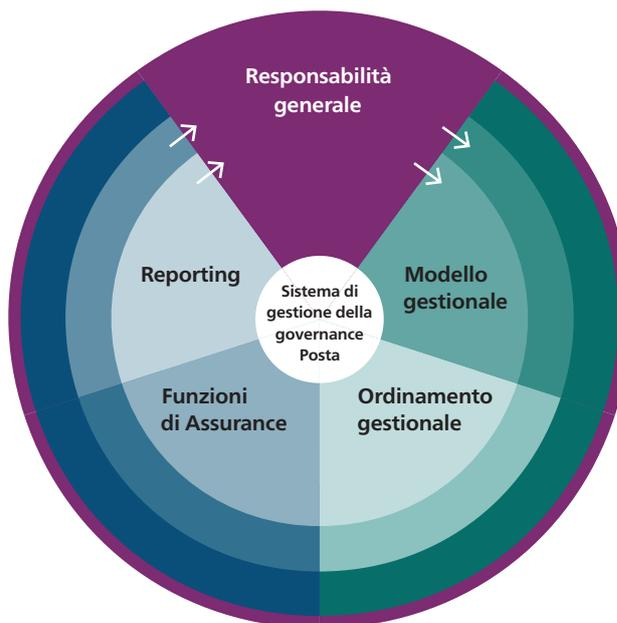 Responsabilità
generale
Reporting
Sistema di
gestione della
governance
Posta
Modello
gestionale
Funzioni
di Assurance
Ordinamento
gestionale